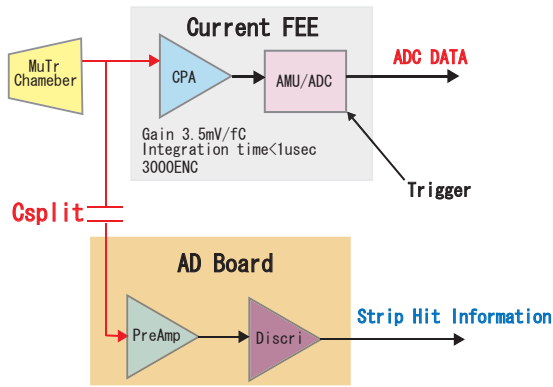 Current FEE
MuTr
Chameber
CPA
AMU/ADC
ADC DATA
Gain 3.5mV/fC
Integration time<1usec
3000ENC
Trigger
Csplit
AD Board
PreAmp
Discri
Strip Hit Information